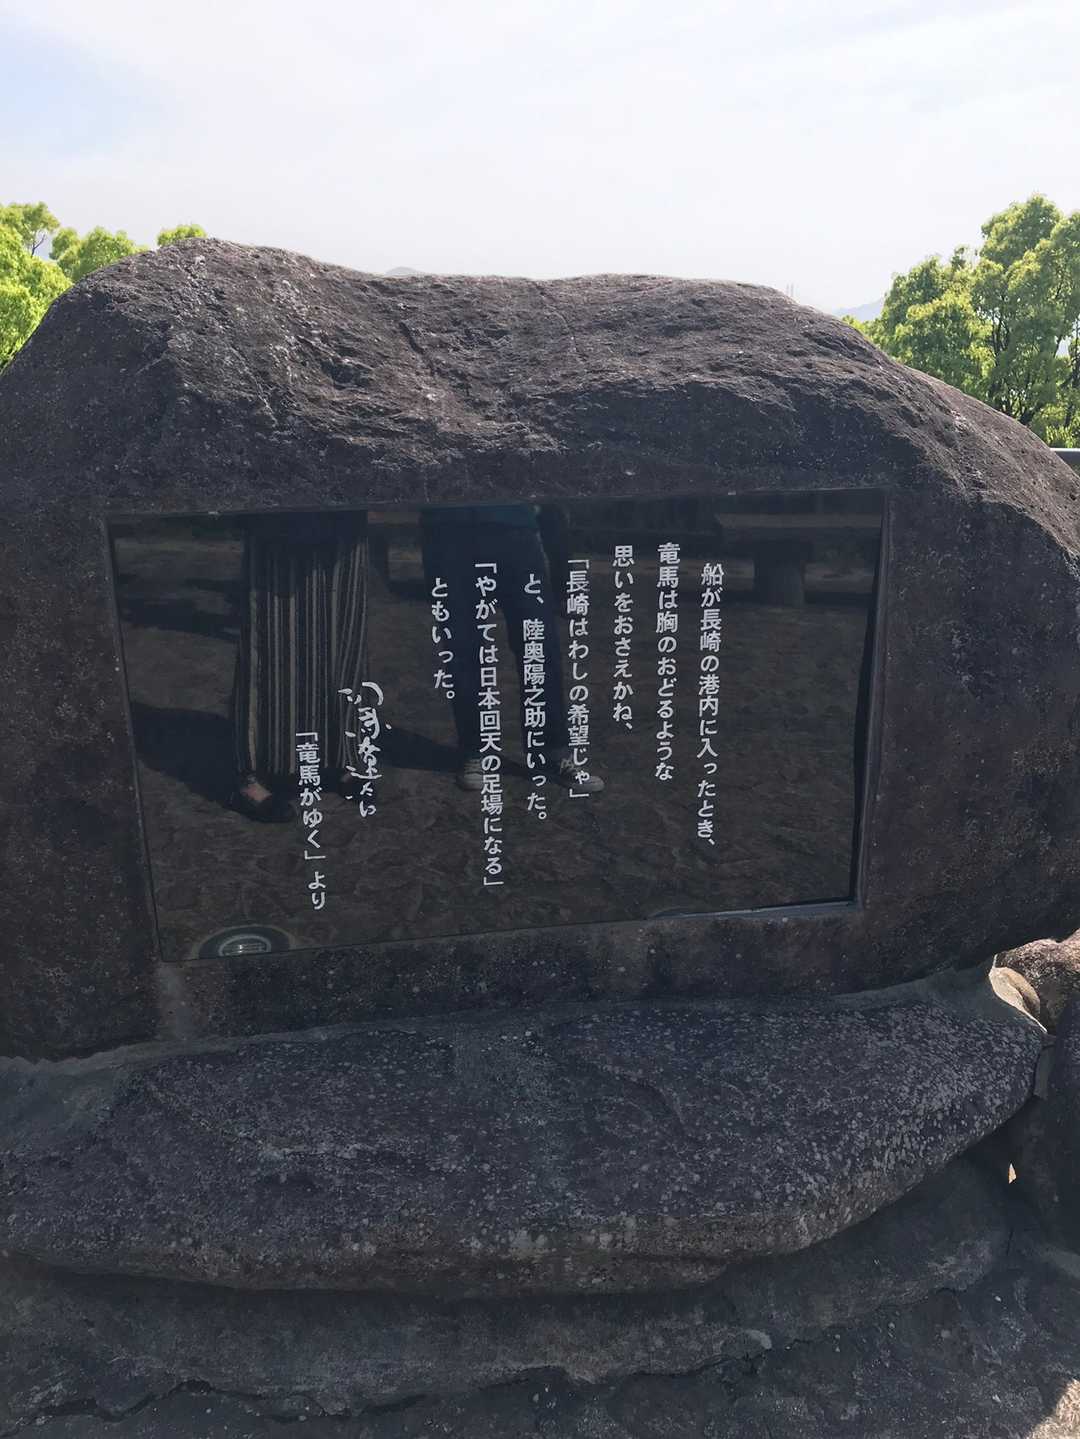 船が長崎の港内に入ったとき、
竜馬は胸のおどるような
思いをおさえかね、
「長崎はわしの希望じゃ」
と、陸奥陽之助にいった。
「やがては日本回天の足場になる」
ともいった。
「竜馬がゆく」より